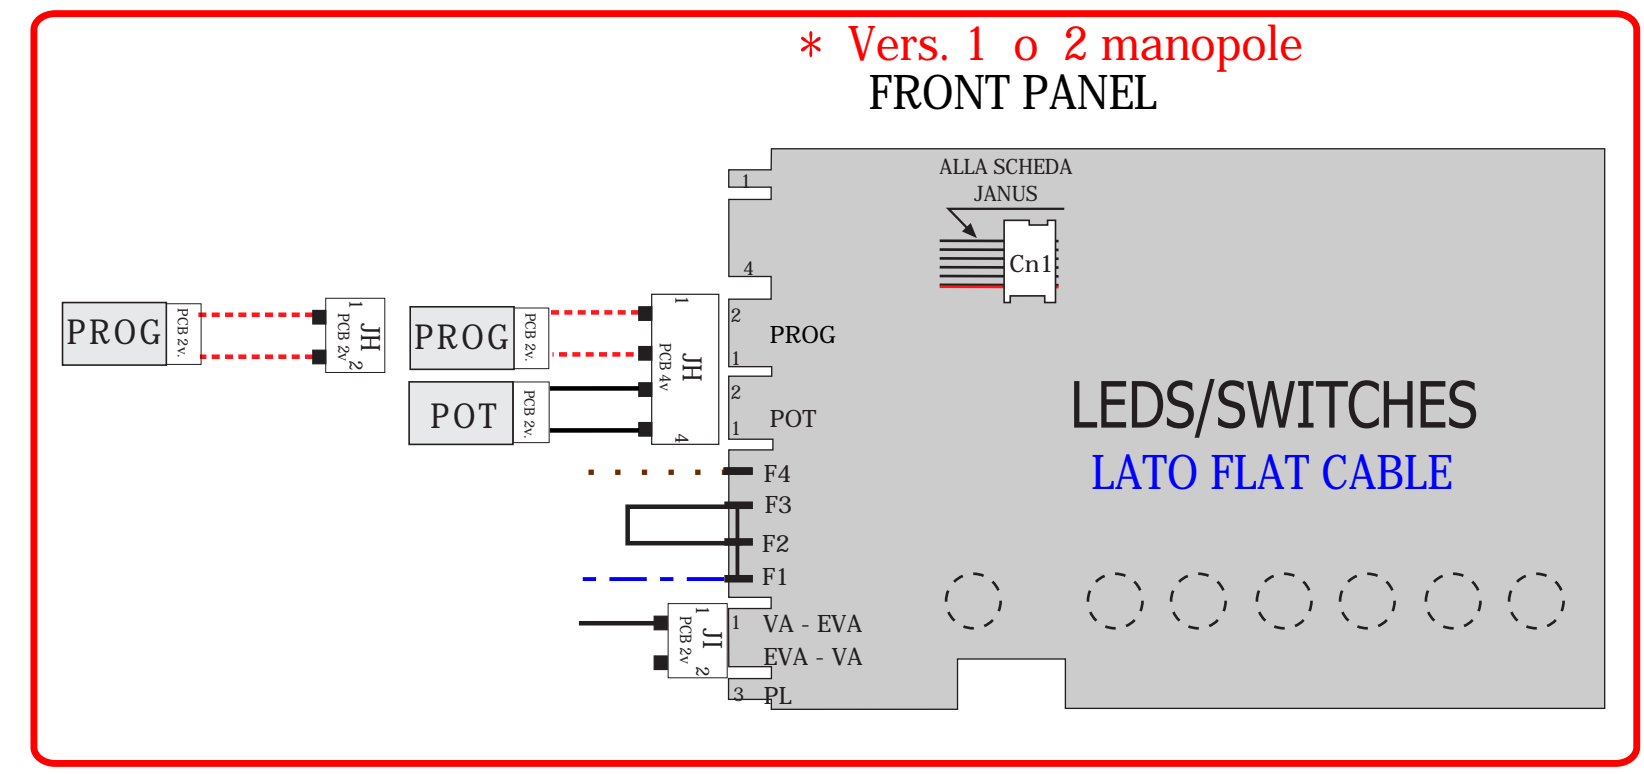 * Vers. 1 o 2 manopole
FRONT PANEL
ALLA SCHEDA
JANUS
Cn1
1
4
PROG
PCB 2v.
1
JH
PCB 2v
2
PROG
PCB 2v.
POT
PCB 2v.
1
JH
PCB 4v
4
2
PROG
1
2
POT
1
F4
F3
F2
F1
LEDS/SWITCHES
LATO FLAT CABLE
1
JI
PCB 2v
2
1 VA - EVA
EVA - VA
3 PL